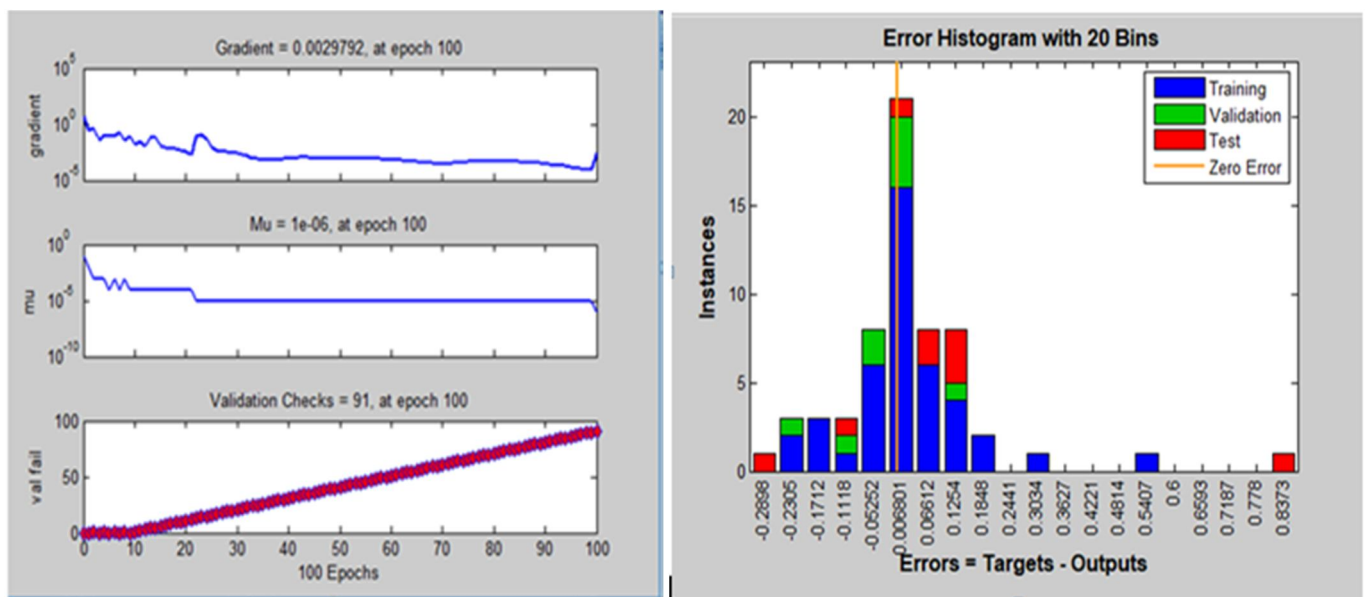 Gradient = 0.0029792, at epoch 100
10^5
10^0
10^-5
gradient
Mu = 1e-06, at epoch 100
10^0
10^-5
10^-10
mu
Validation Checks = 91, at epoch 100
100
50
0
val fail
0 10 20 30 40 50 60 70 80 90 100
100 Epochs
Error Histogram with 20 Bins
Training
Validation
Test
Zero Error
20
15
10
5
0
Instances
-0.2898
-0.2305
-0.1712
-0.1118
-0.05252
0.006801
0.06612
0.1254
0.1848
0.2441
0.3034
0.3627
0.4221
0.4814
0.5407
0.6
0.6593
0.7187
0.778
0.8373
Errors = Targets - Outputs